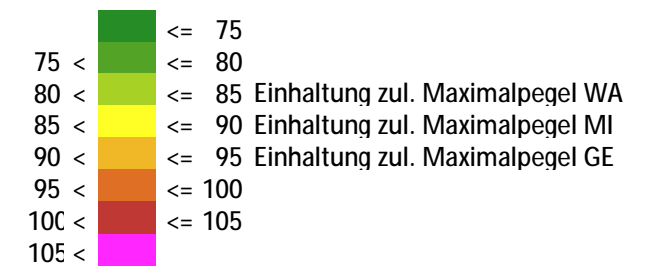 <= 75
75 < <= 80
80 < <= 85 Einhaltung zul. Maximalpegel WA
85 < <= 90 Einhaltung zul. Maximalpegel MI
90 < <= 95 Einhaltung zul. Maximalpegel GE
95 < <= 100
100 < <= 105
105 <